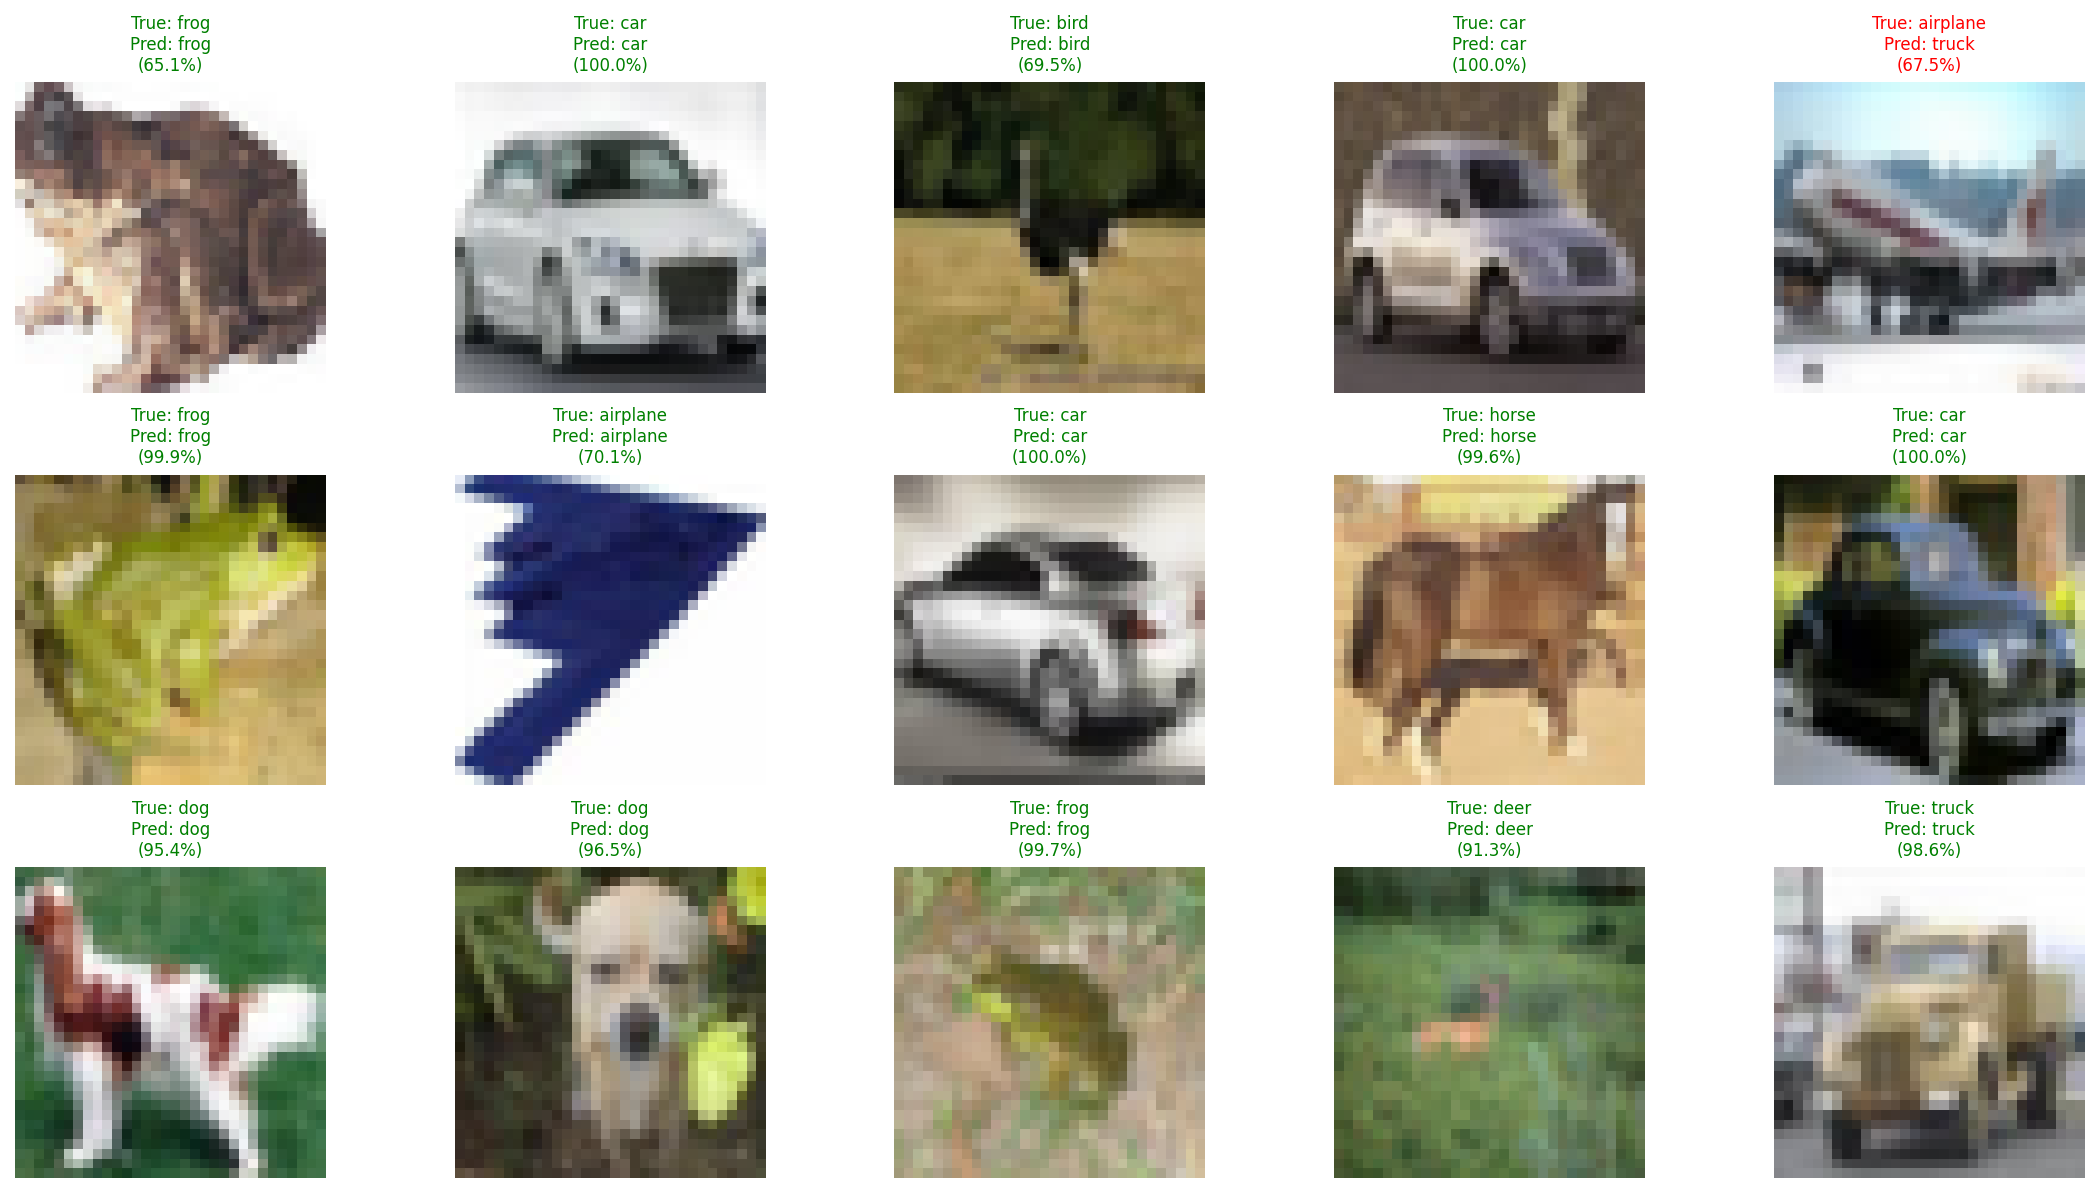 True: frog
Pred: frog
(65.1%)
True: car
Pred: car
(100.0%)
True: bird
Pred: bird
(69.5%)
True: car
Pred: car
(100.0%)
True: airplane
Pred: truck
(67.5%)
True: frog
Pred: frog
(99.9%)
True: airplane
Pred: airplane
(70.1%)
True: car
Pred: car
(100.0%)
True: horse
Pred: horse
(99.6%)
True: car
Pred: car
(100.0%)
True: dog
Pred: dog
(95.4%)
True: dog
Pred: dog
(96.5%)
True: frog
Pred: frog
(99.7%)
True: deer
Pred: deer
(91.3%)
True: truck
Pred: truck
(98.6%)